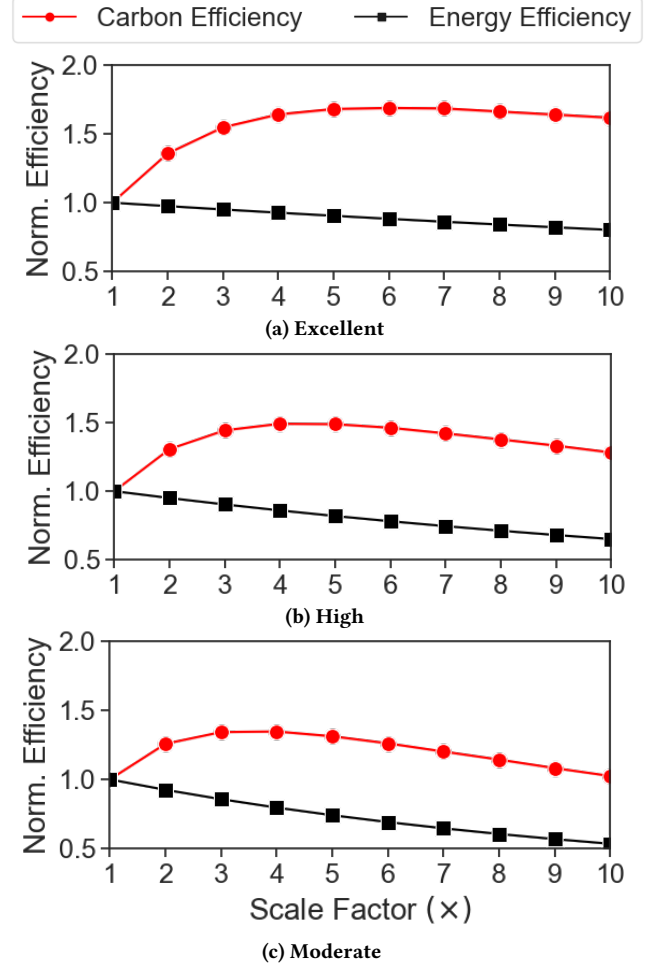 Carbon Efficiency Energy Efficiency
Norm. Efficiency
2.0
1.5
1.0
0.5
1 2 3 4 5 6 7 8 9 10
(a) Excellent
Norm. Efficiency
2.0
1.5
1.0
0.5
1 2 3 4 5 6 7 8 9 10
(b) High
Norm. Efficiency
2.0
1.5
1.0
0.5
1 2 3 4 5 6 7 8 9 10
Scale Factor (×)
(c) Moderate